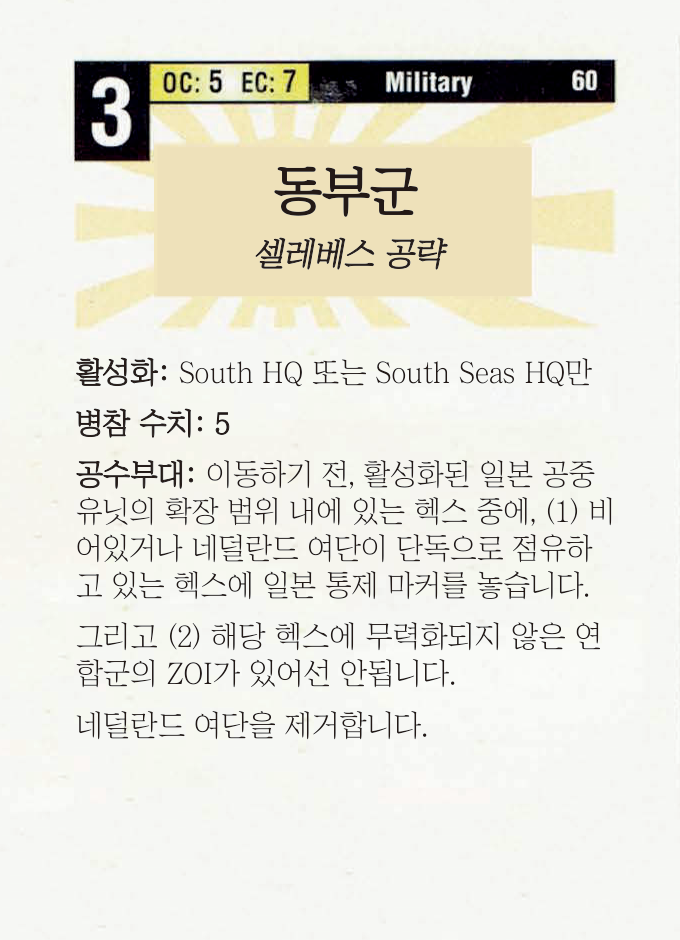 3 OC: 5 EC: 7 Military 60
동부군
셀레베스 공략
활성화: South HQ 또는 South Seas HQ만
병참 수치: 5
공수부대: 이동하기 전, 활성화된 일본 공중
유닛의 확장 범위 내에 있는 헥스 중에, (1) 비
어있거나 네덜란드 여단이 단독으로 점유하
고 있는 헥스에 일본 통제 마커를 놓습니다.
그리고 (2) 해당 헥스에 무력화되지 않은 연
합군의 ZOI가 있어선 안됩니다.
네덜란드 여단을 제거합니다.